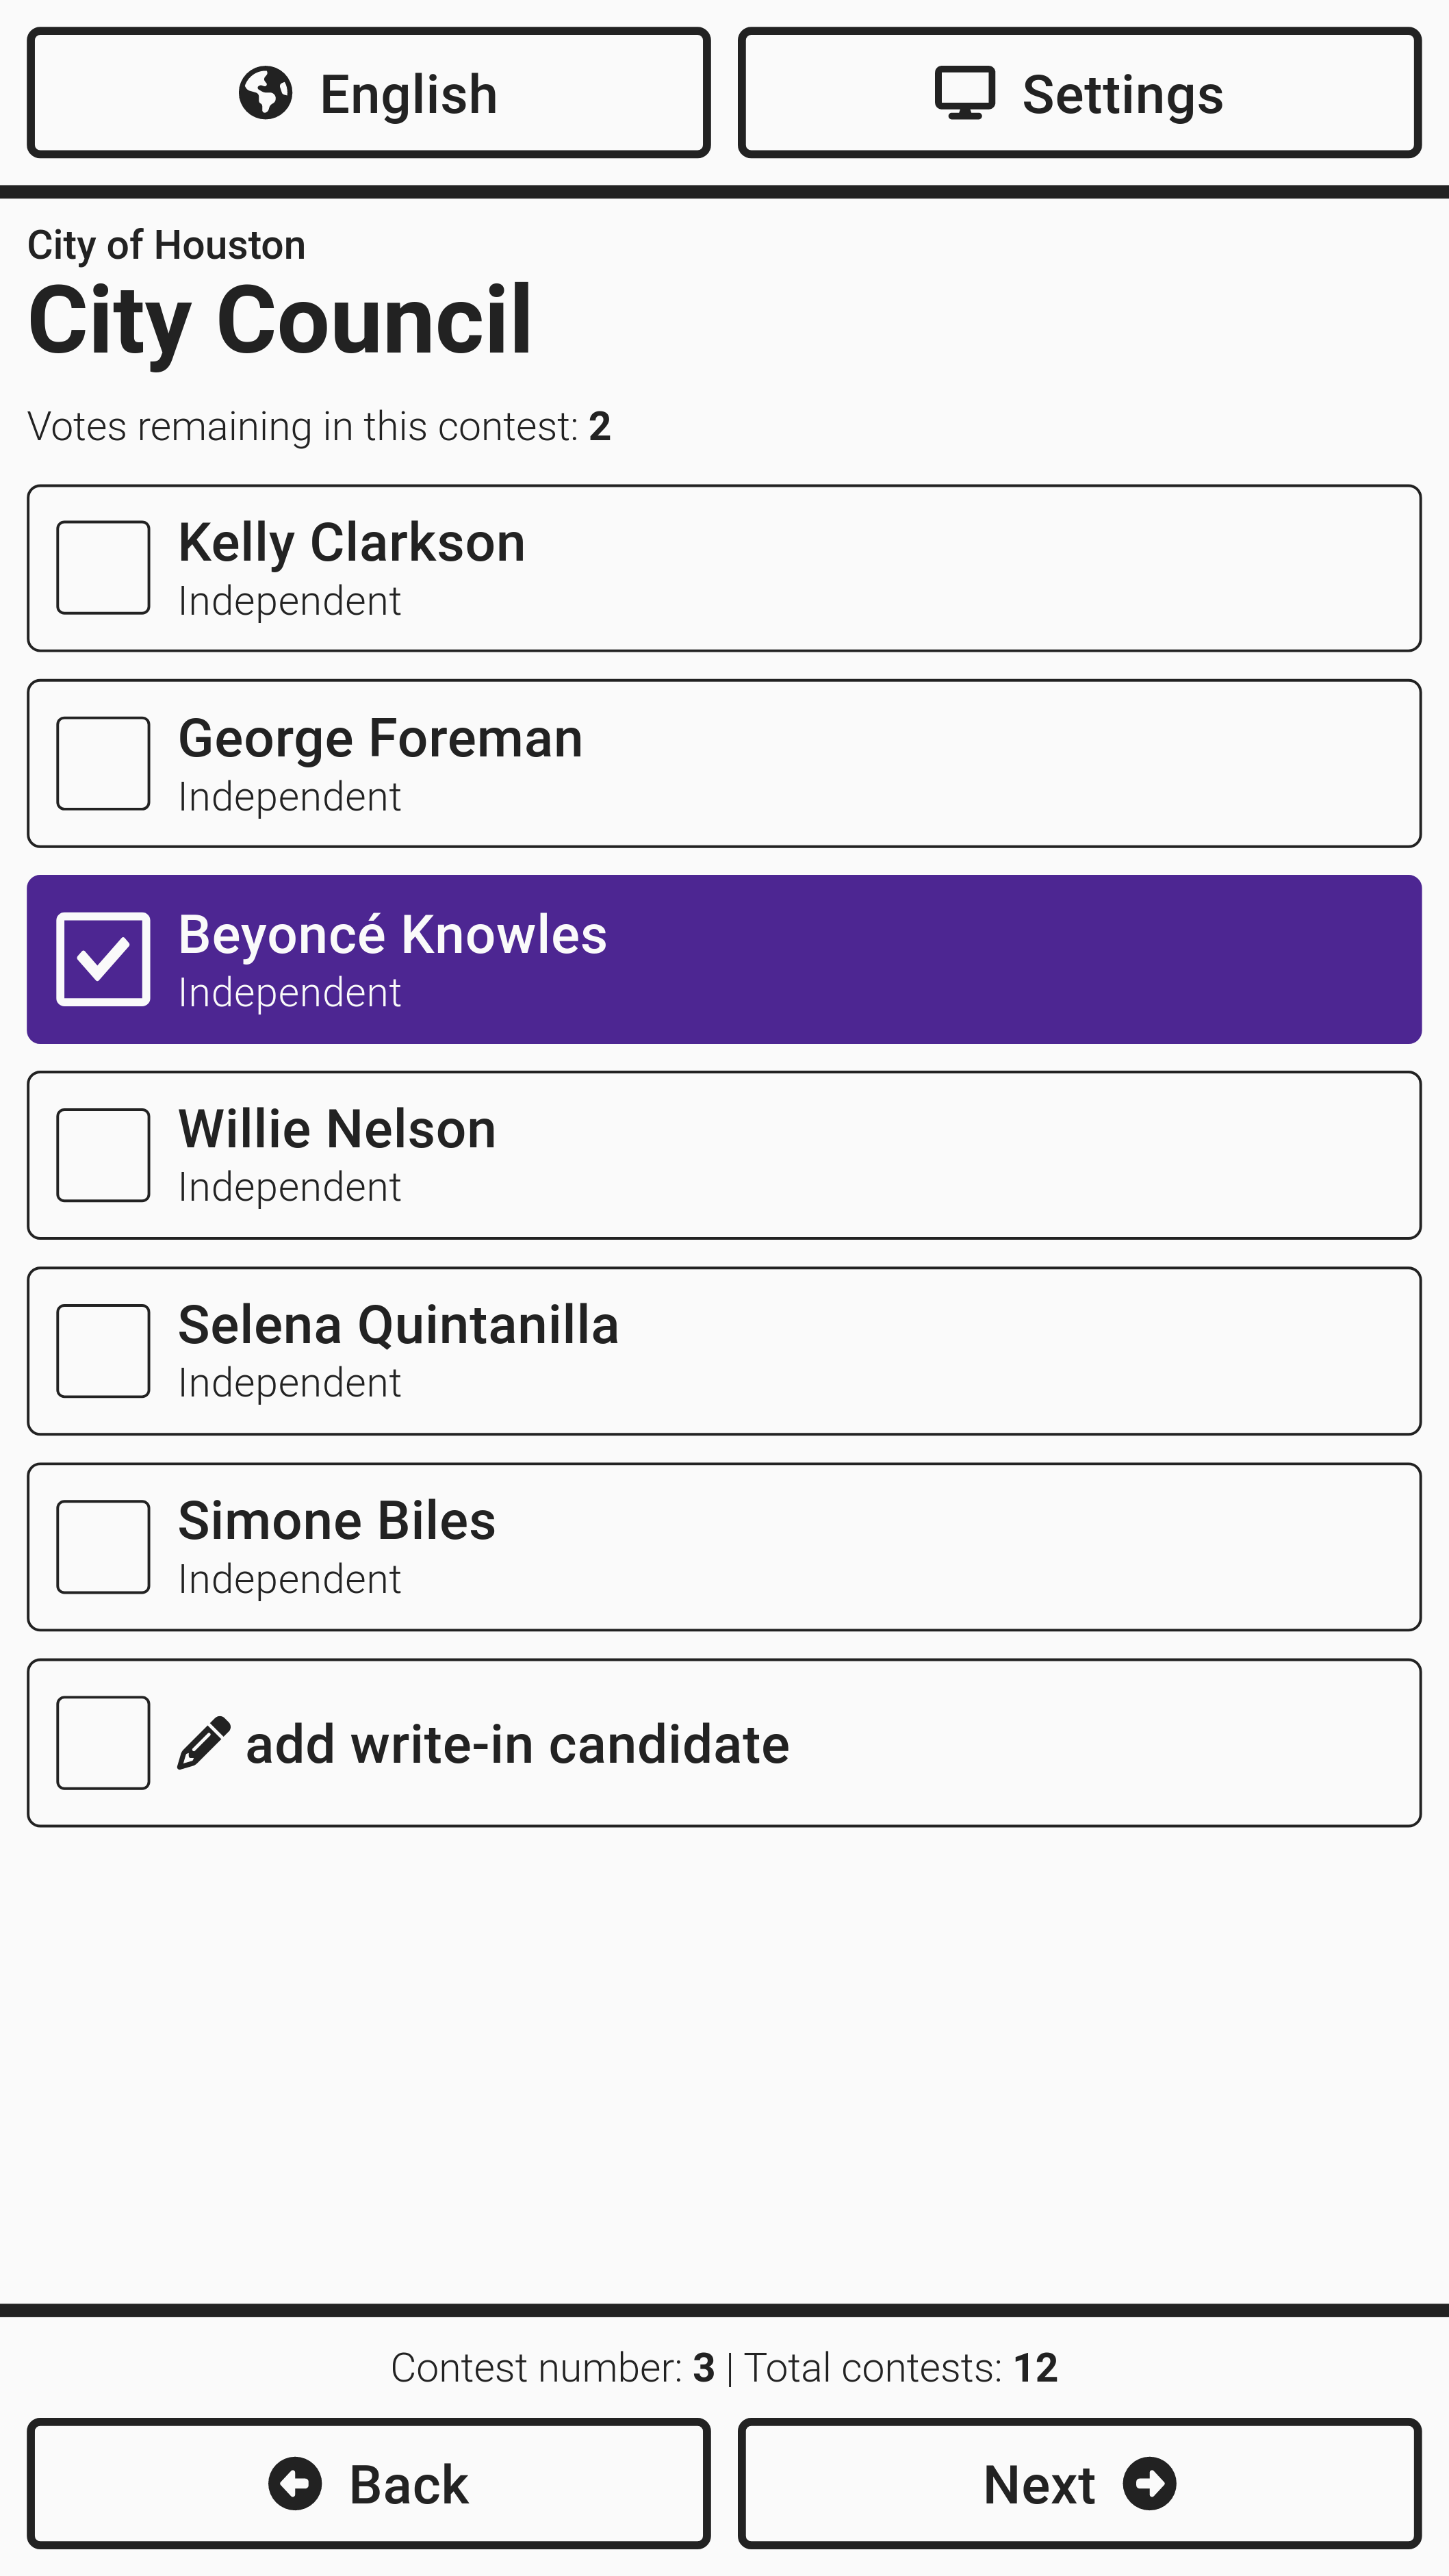 English
Settings
City of Houston
City Council
Votes remaining in this contest: 2
Kelly Clarkson
Independent
George Foreman
Independent
Beyoncé Knowles
Independent
Willie Nelson
Independent
Selena Quintanilla
Independent
Simone Biles
Independent
add write-in candidate
Contest number: 3 | Total contests: 12
Back
Next